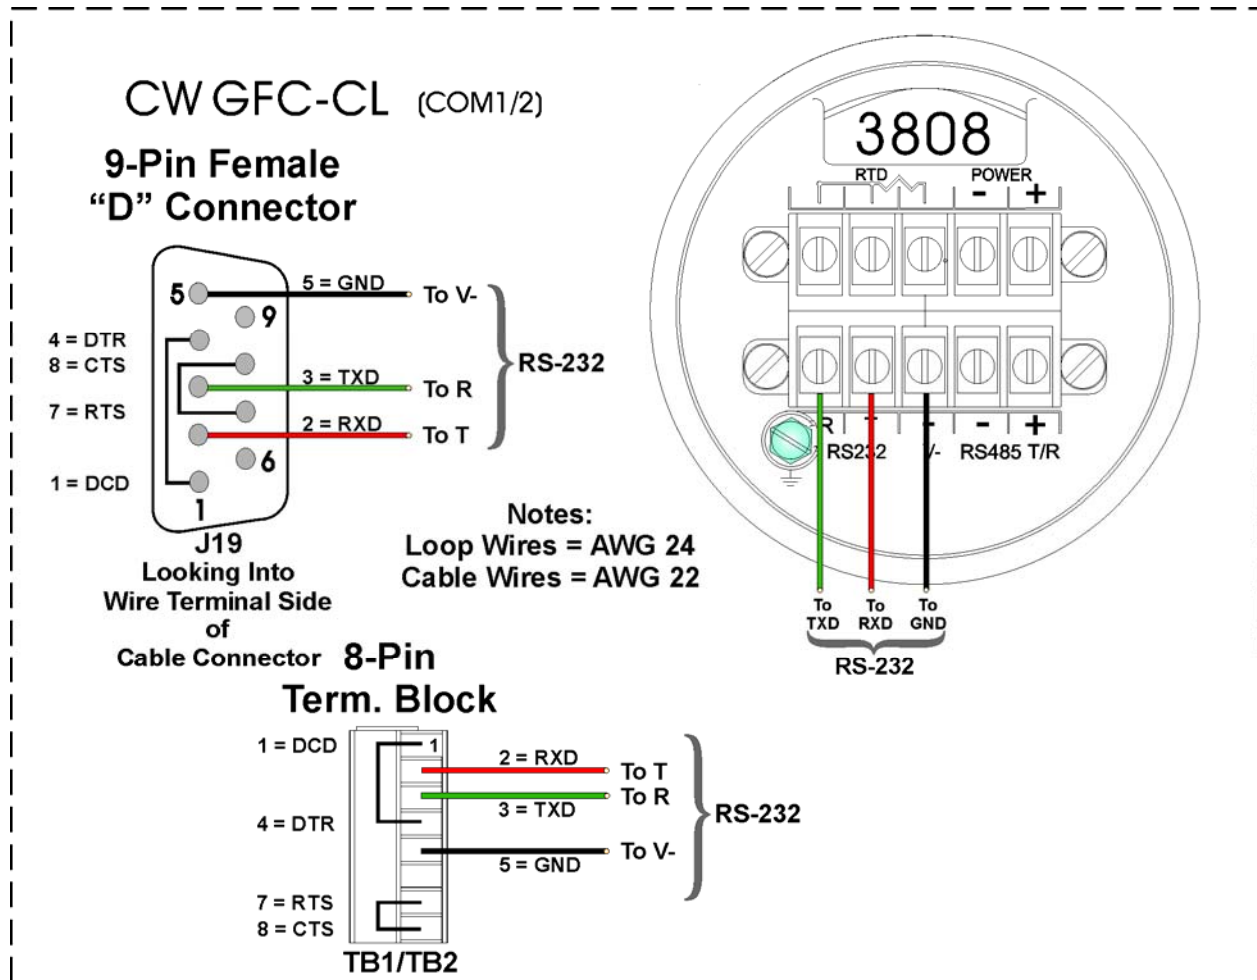 CW GFC-CL (COM1/2)
9-Pin Female
“D” Connector
5
5 = GND
To V-
9
4 = DTR
8 = CTS
3 = TXD
To R
RS-232
7 = RTS
2 = RXD
To T
6
1 = DCD
1
J19
Looking Into
Wire Terminal Side
of
Cable Connector
Notes:
Loop Wires = AWG 24
Cable Wires = AWG 22
3808
RTD POWER
- +
R T - - +
RS232 V- RS485 T/R
To To To
TXD RXD GND
RS-232
8-Pin
Term. Block
1 = DCD
1
2 = RXD
To T
To R
3 = TXD
RS-232
4 = DTR
To V-
5 = GND
7 = RTS
8 = CTS
TB1/TB2